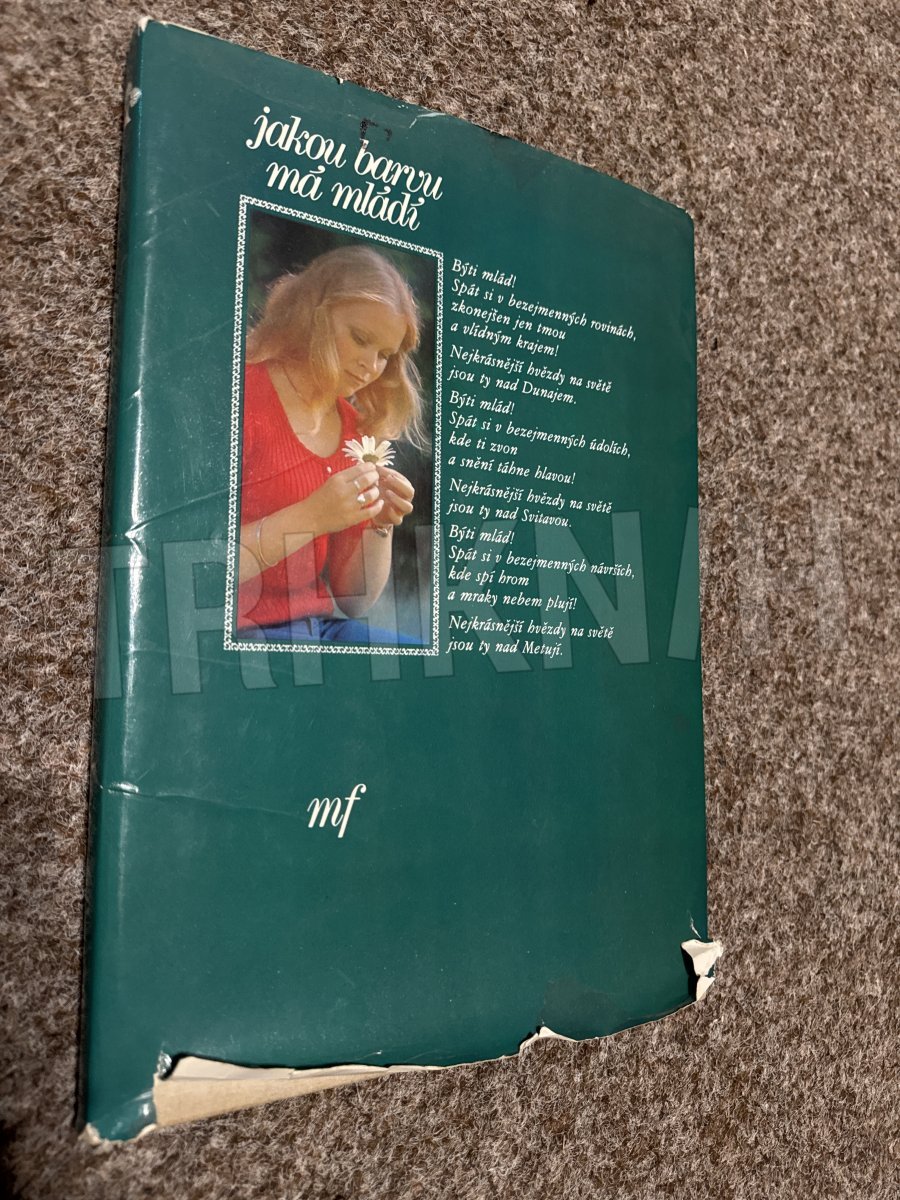 jakou barvu
má mládí
Býti mlád!
Spát si v bezejmenných rovinách,
zkonejšen jen tmou
a vlídným krajem!
Nejkrásnější hvězdy na světě
jsou ty nad Dunajem.
Býti mlád!
Spát si v bezejmenných údolích,
kde ti zvon
a snění táhne hlavou!
Nejkrásnější hvězdy na světě
jsou ty nad Svitavou.
Býti mlád!
Spát si v bezejmenných návrších,
kde spí hrom
a mraky nebem plují!
Nejkrásnější hvězdy na světě
jsou ty nad Metují.
mf